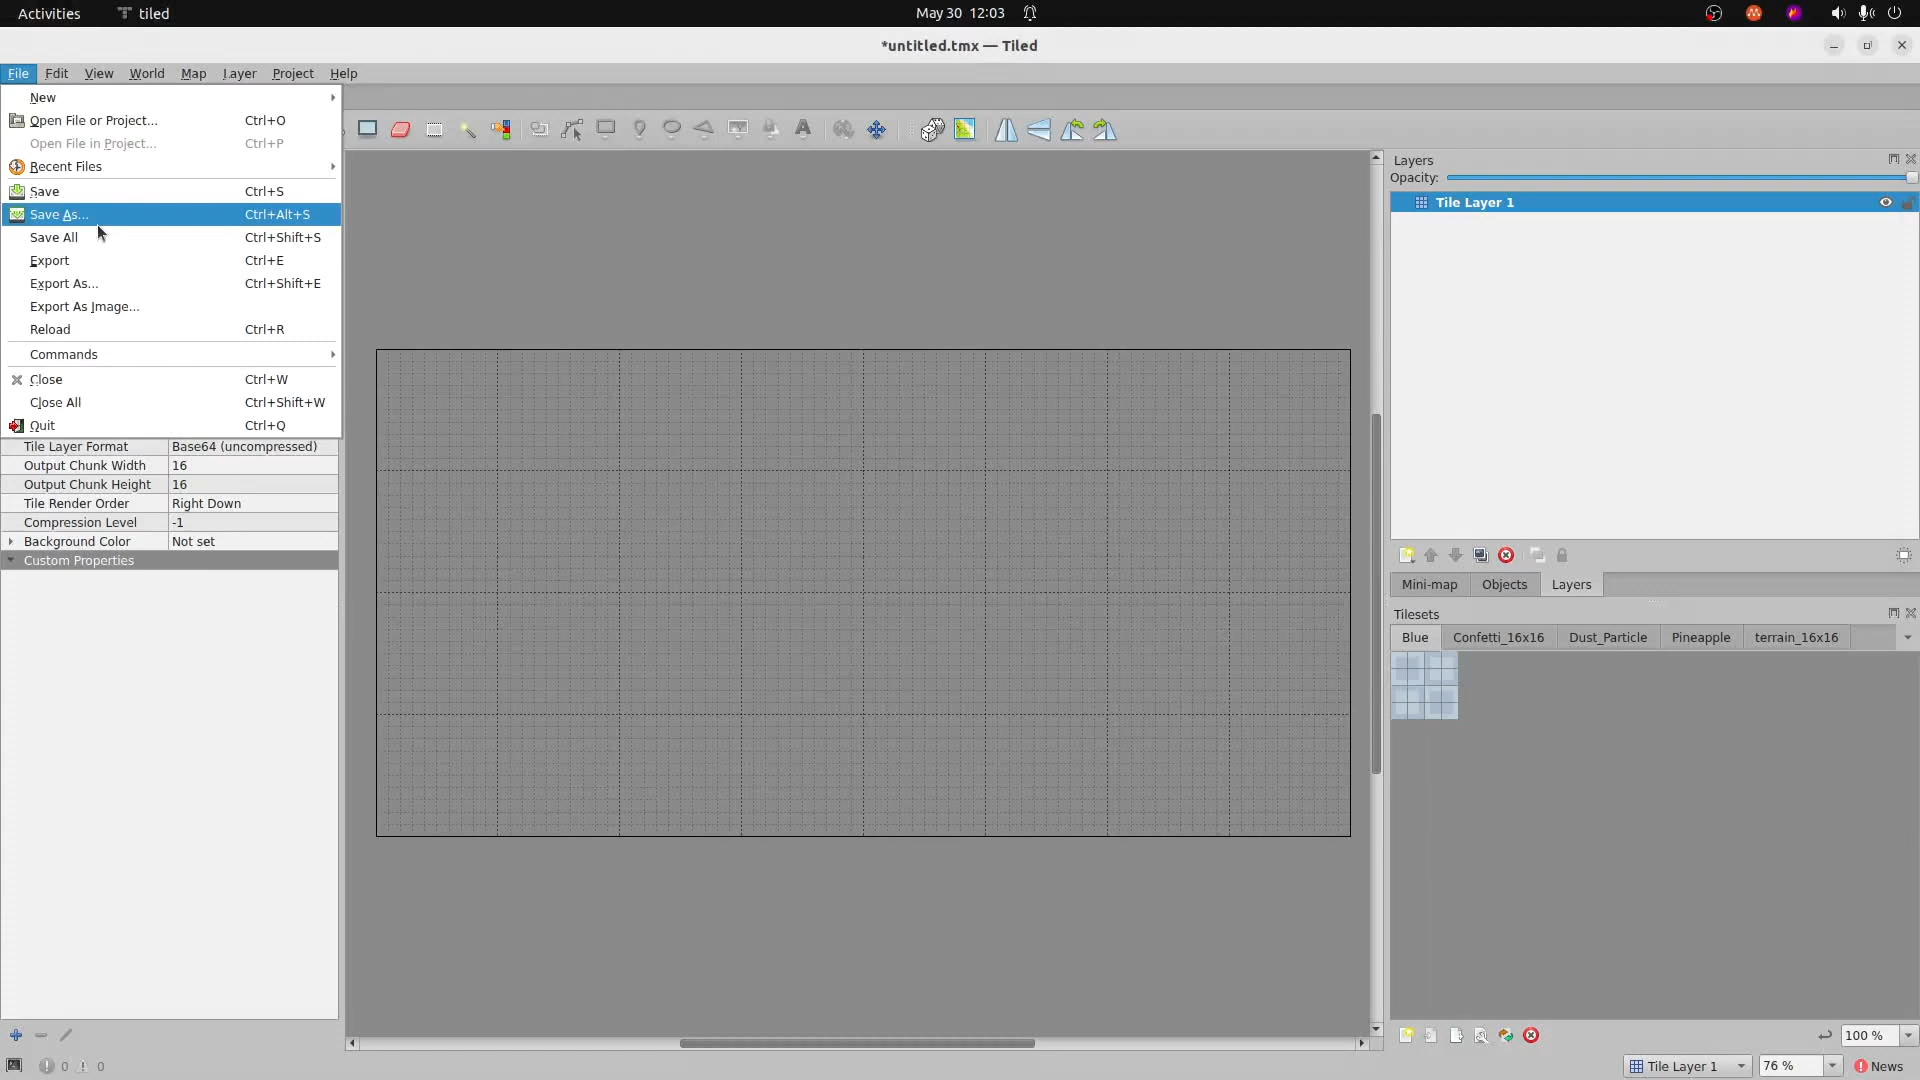 Activities tiled May 30 12:03
*untitled.tmx — Tiled
File Edit View World Map Layer Project Help
New
Open File or Project... Ctrl+O
Open File in Project... Ctrl+P
Recent Files
Save Ctrl+S
Save As... Ctrl+Alt+S
Save All Ctrl+Shift+S
Export Ctrl+E
Export As... Ctrl+Shift+E
Export As Image...
Reload Ctrl+R
Commands
Close Ctrl+W
Close All Ctrl+Shift+W
Quit Ctrl+Q
Tile Layer Format Base64 (uncompressed)
Output Chunk Width 16
Output Chunk Height 16
Tile Render Order Right Down
Compression Level -1
Background Color Not set
Custom Properties
Layers
Opacity:
Tile Layer 1
Mini-map Objects Layers
Tilesets
Blue Confetti_16x16 Dust_Particle Pineapple terrain_16x16
100 %
0 0
Tile Layer 1 76 % News